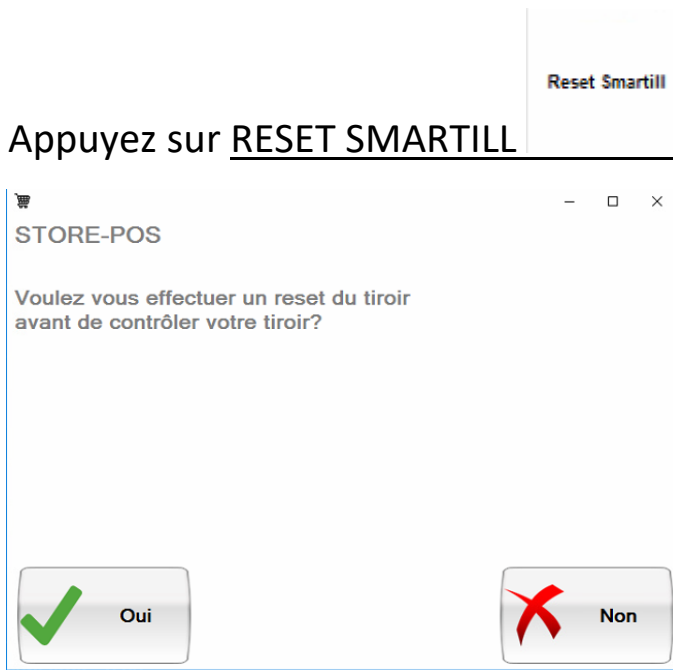 Reset Smartill
Appuyez sur RESET SMARTILL
STORE-POS
Voulez vous effectuer un reset du tiroir
avant de contrôler votre tiroir?
Oui
Non